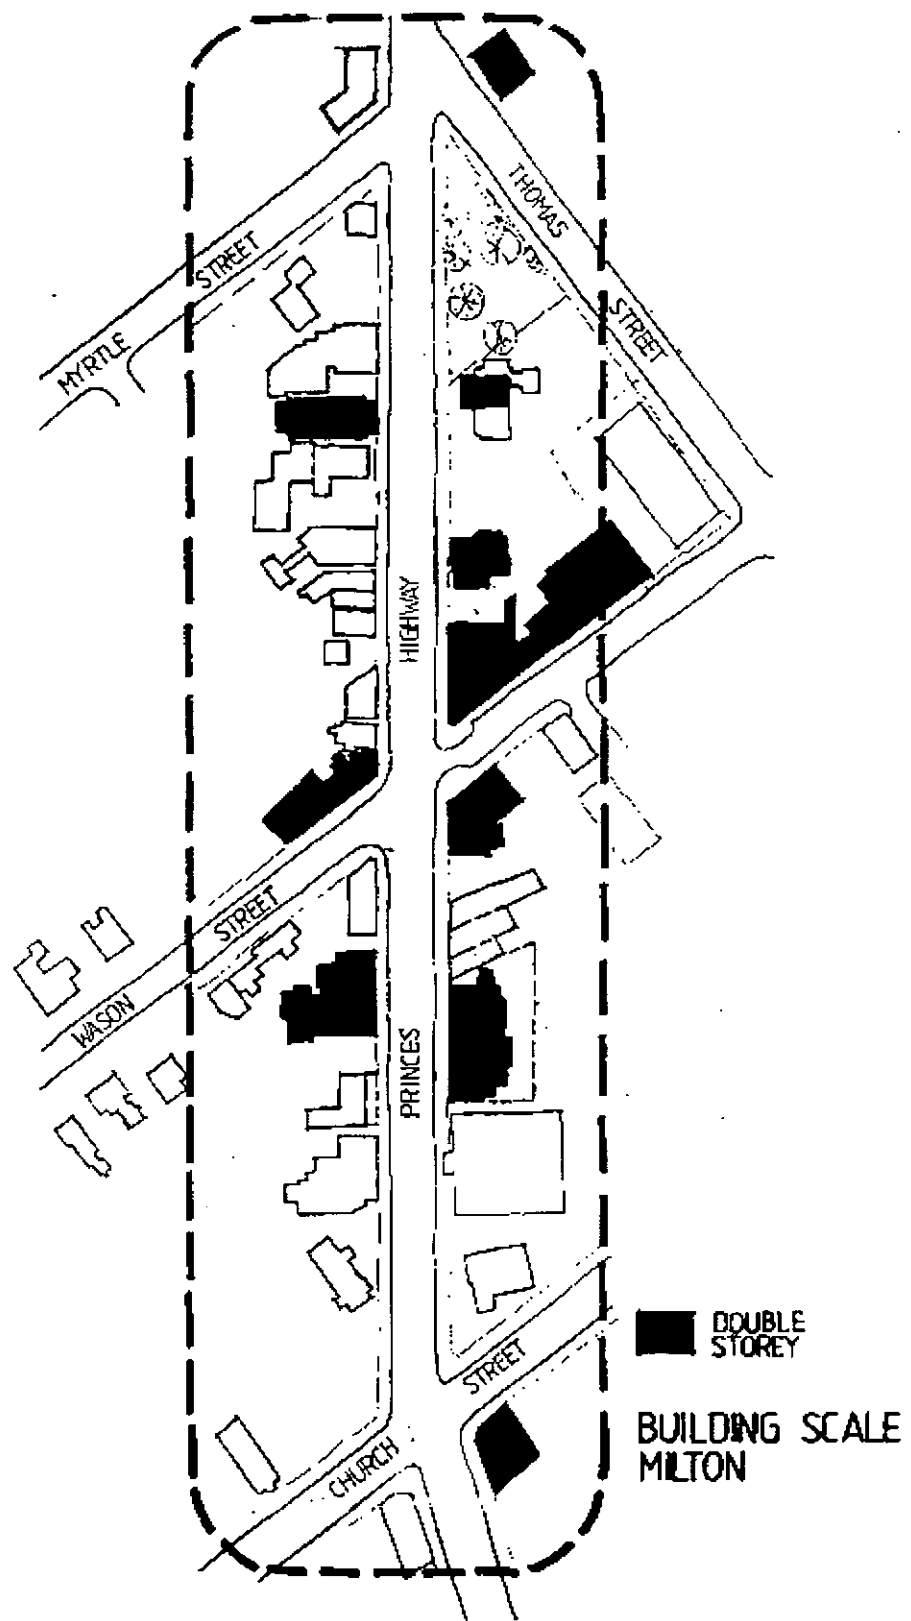 THOMAS
STREET
MYRTLE
STREET
HIGHWAY
PRINCES
WASON
STREET
DOUBLE
STOREY
CHURCH
STREET
BUILDING SCALE
MILTON